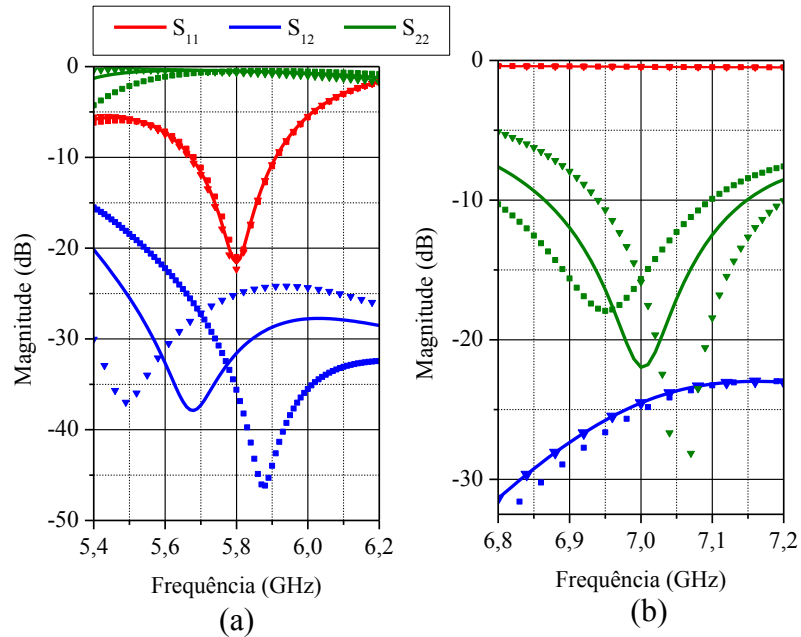 S11 S12 S22
0
-10
-20
-30
-40
-50
Magnitude (dB)
5,4 5,6 5,8 6,0 6,2
Frequência (GHz)
(a)
0
-10
-20
-30
Magnitude (dB)
6,8 6,9 7,0 7,1 7,2
Frequência (GHz)
(b)